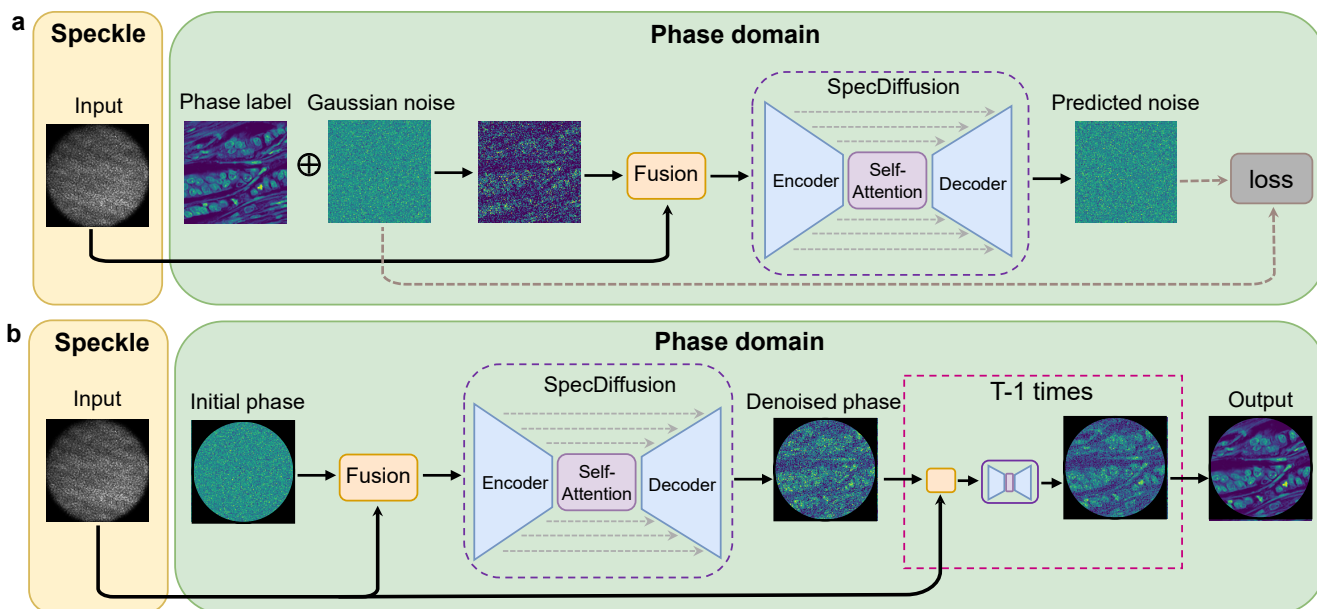 a
Speckle
Phase domain
Input
Phase label
Gaussian noise
SpecDiffusion
Predicted noise
Fusion
Encoder
Self-
Attention
Decoder
loss
b
Speckle
Phase domain
Input
Initial phase
SpecDiffusion
Denoised phase
T-1 times
Output
Fusion
Encoder
Self-
Attention
Decoder